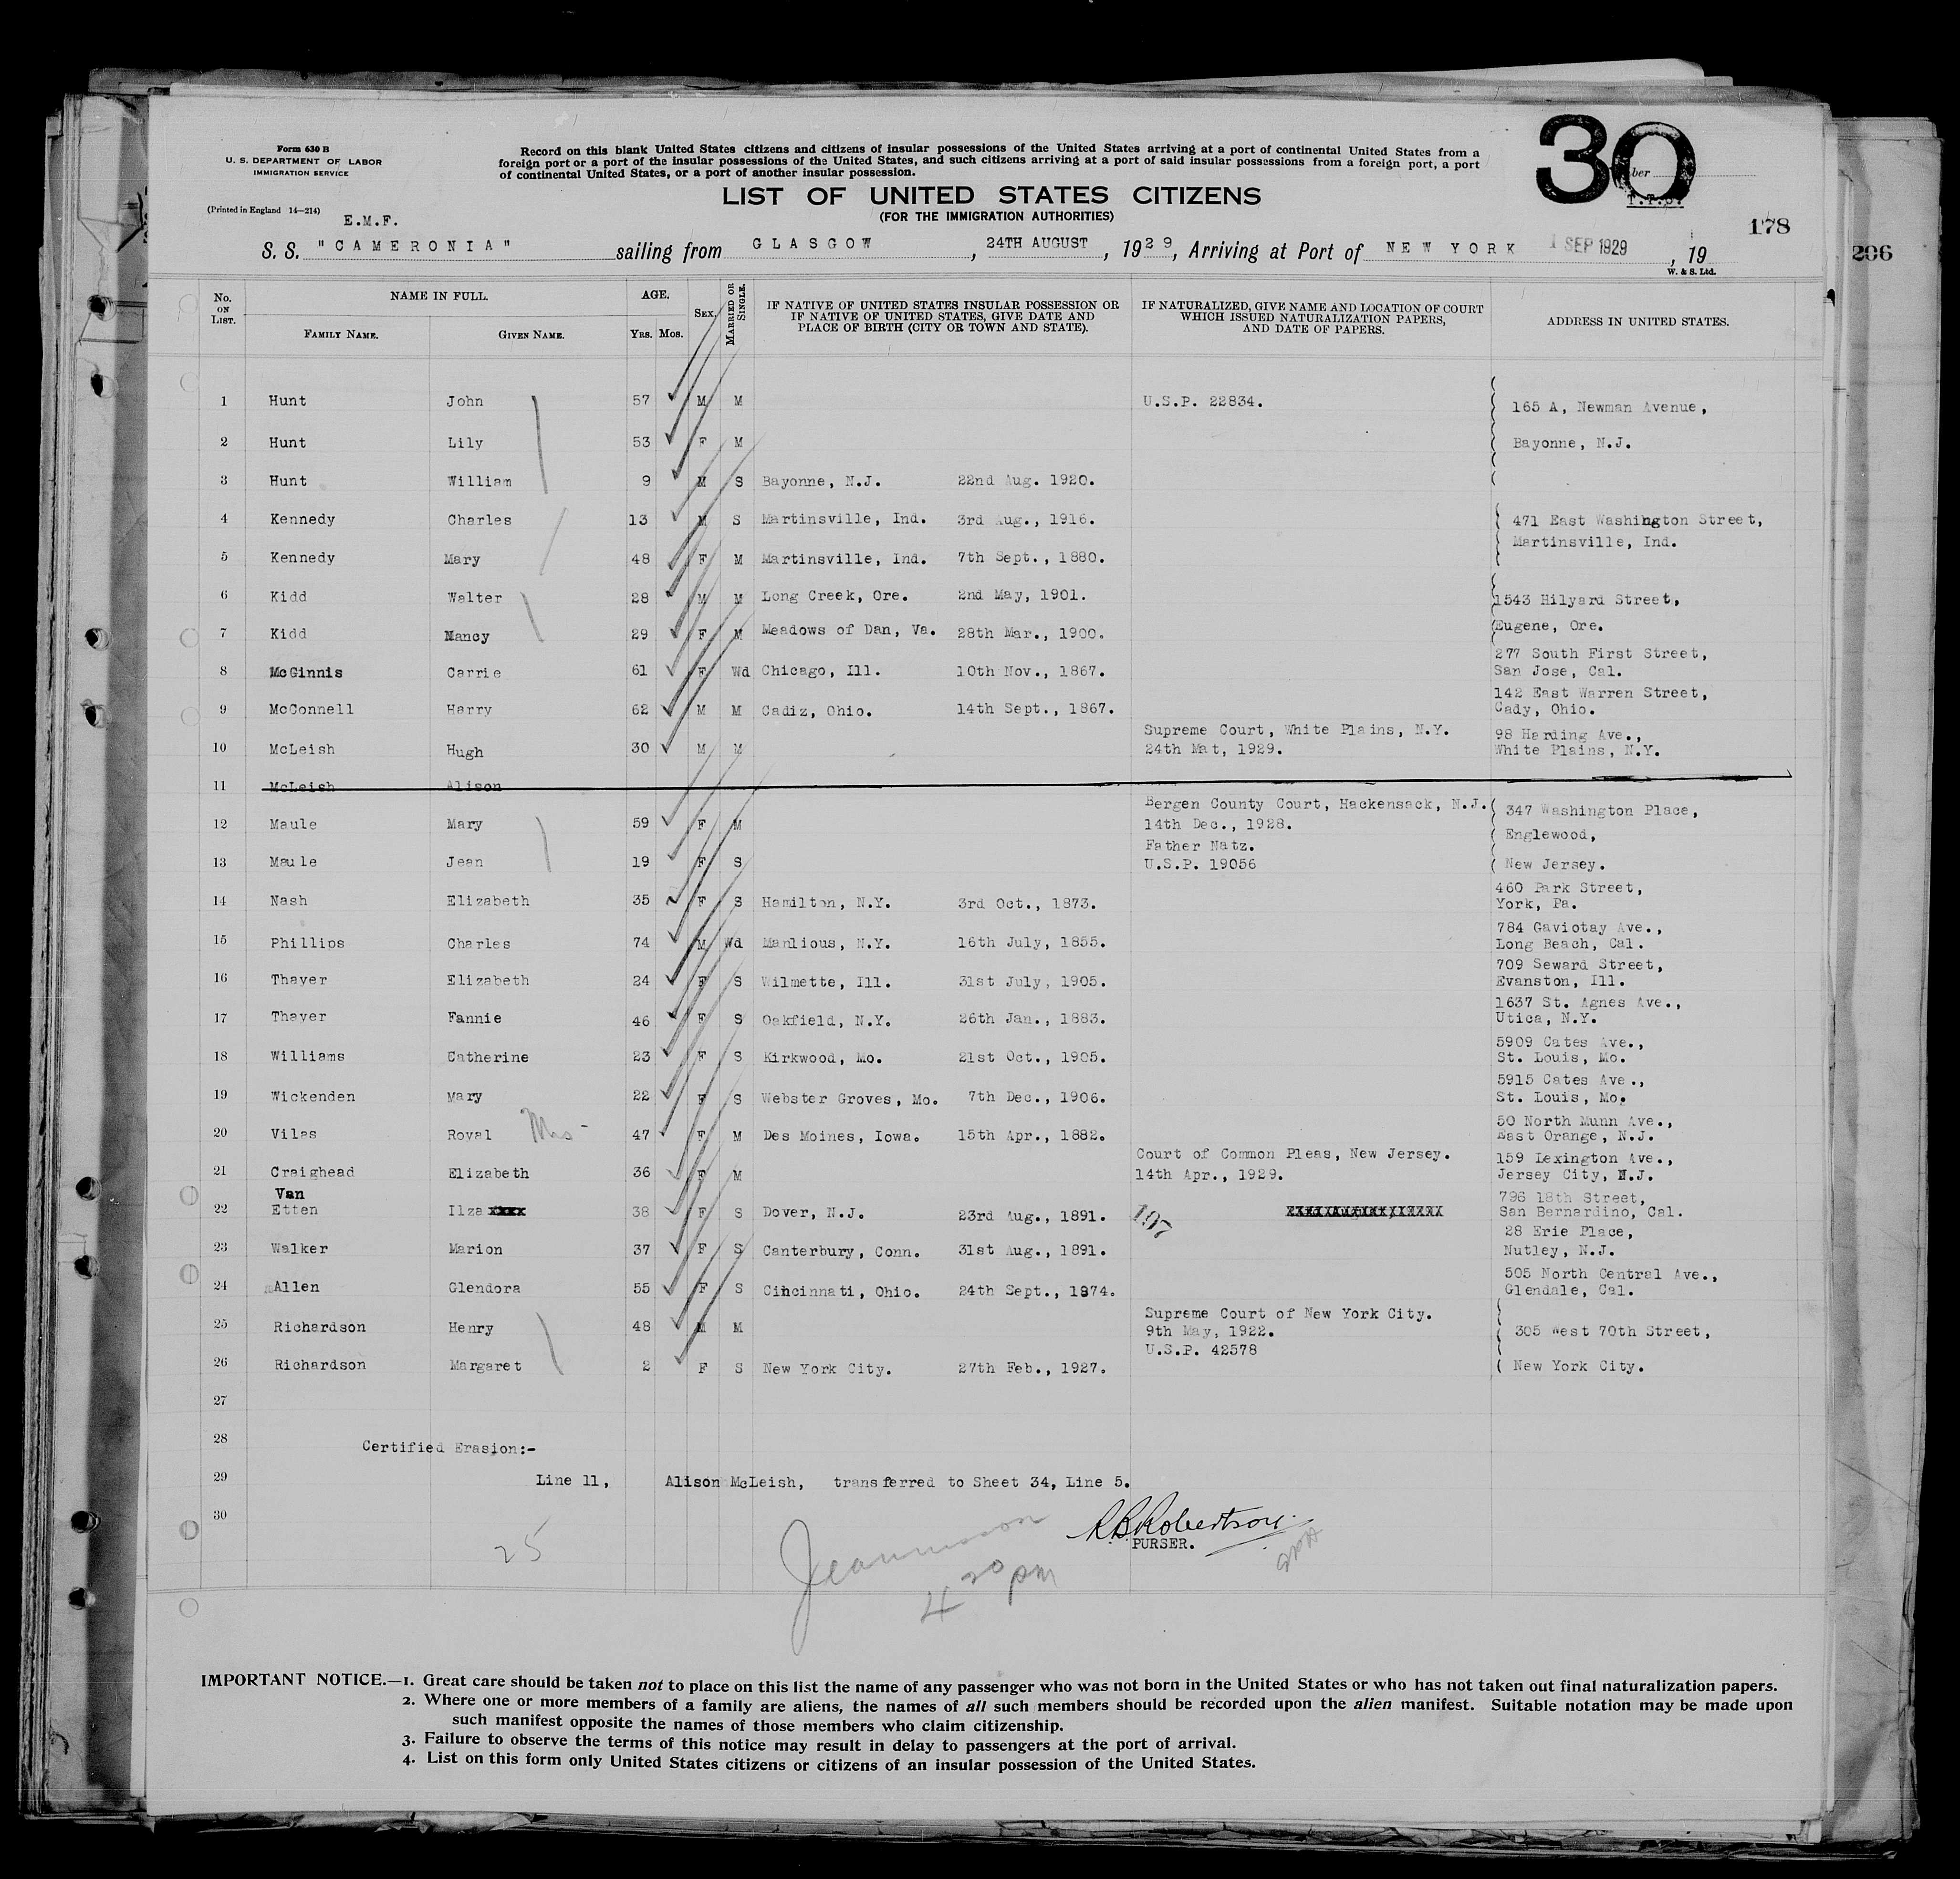 Form 630 B
U. S. DEPARTMENT OF LABOR
IMMIGRATION SERVICE
(Printed in England 14—214)
E.M.F.
Record on this blank United States citizens and citizens of insular possessions of the United States arriving at a port of continental United States from a
foreign port or a port of the insular possessions of the United States, and such citizens arriving at a port of said insular possessions from a foreign port, a port
of continental United States, or a port of another insular possession.
LIST OF UNITED STATES CITIZENS
(FOR THE IMMIGRATION AUTHORITIES)
30
ber
178
206
S. S. "CAMERONIA" sailing from GLASGOW, 24TH AUGUST, 1929, Arriving at Port of NEW YORK 1 SEP 1929, 19
W. & S. Ltd.
No. ON LIST. NAME IN FULL. FAMILY NAME. GIVEN NAME. AGE. YRS. MOS. SEX. MARRIED OR SINGLE. IF NATIVE OF UNITED STATES INSULAR POSSESSION OR IF NATIVE OF UNITED STATES, GIVE DATE AND PLACE OF BIRTH (CITY OR TOWN AND STATE). IF NATURALIZED, GIVE NAME AND LOCATION OF COURT WHICH ISSUED NATURALIZATION PAPERS, AND DATE OF PAPERS. ADDRESS IN UNITED STATES.
1 Hunt John 57 M M U.S.P. 22834. 165 A, Newman Avenue,
2 Hunt Lily 53 F M Bayonne, N.J.
3 Hunt William 9 M S Bayonne, N.J. 22nd Aug. 1920.
4 Kennedy Charles 13 M S Martinsville, Ind. 3rd Aug., 1916. 471 East Washington Street,
Martinsville, Ind.
5 Kennedy Mary 48 F M Martinsville, Ind. 7th Sept., 1880.
6 Kidd Walter 28 M M Long Creek, Ore. 2nd May, 1901. 1543 Hilyard Street,
7 Kidd Nancy 29 F M Meadows of Dan, Va. 28th Mar., 1900. Eugene, Ore.
277 South First Street,
8 McGinnis Carrie 61 F Wd Chicago, Ill. 10th Nov., 1867. San Jose, Cal.
142 East Warren Street,
9 McConnell Harry 62 M M Cadiz, Ohio. 14th Sept., 1867. Cady, Ohio.
Supreme Court, White Plains, N.Y. 98 Harding Ave.,
10 McLeish Hugh 30 M M 24th Mat, 1929. White Plains, N.Y.
11 McLeish Alison
Bergen County Court, Hackensack, N.J. 347 Washington Place,
12 Maule Mary 59 F M 14th Dec., 1928. Englewood,
Father Natz.
13 Maule Jean 19 F S U.S.P. 19056 New Jersey.
460 Park Street,
14 Nash Elizabeth 35 F S Hamilton, N.Y. 3rd Oct., 1873. York, Pa.
784 Gaviotay Ave.,
15 Phillips Charles 74 M Wd Manlious, N.Y. 16th July, 1855. Long Beach, Cal.
709 Seward Street,
16 Thayer Elizabeth 24 F S Wilmette, Ill. 31st July, 1905. Evanston, Ill.
1637 St. Agnes Ave.,
17 Thayer Fannie 46 F S Oakfield, N.Y. 26th Jan., 1883. Utica, N.Y.
5909 Cates Ave.,
18 Williams Catherine 23 F S Kirkwood, Mo. 21st Oct., 1905. St. Louis, Mo.
5915 Cates Ave.,
19 Wickenden Mary 22 F S Webster Groves, Mo. 7th Dec., 1906. St. Louis, Mo.
50 North Munn Ave.,
20 Vilas Royal Mrs- 47 F M Des Moines, Iowa. 15th Apr., 1882. East Orange, N.J.
Court of Common Pleas, New Jersey. 159 Lexington Ave.,
21 Craighead Elizabeth 36 F M 14th Apr., 1929. Jersey City, N.J.
Van 796 18th Street,
22 Etten Ilza xxxx 38 F S Dover, N.J. 23rd Aug., 1891. 197 San Bernardino, Cal.
28 Erie Place,
23 Walker Marion 37 F S Canterbury, Conn. 31st Aug., 1891. Nutley, N.J.
505 North Central Ave.,
24 Allen Glendora 55 F S Cincinnati, Ohio. 24th Sept., 1874. Glendale, Cal.
Supreme Court of New York City.
25 Richardson Henry 48 M M 9th May, 1922. 305 West 70th Street,
U.S.P. 42578
26 Richardson Margaret 2 F S New York City. 27th Feb., 1927. New York City.
27
28 Certified Erasion:-
29 Line 11, Alison McLeish, transferred to Sheet 34, Line 5.
30
R.B. Robertson.
PURSER.
25
4 20 pm
IMPORTANT NOTICE.—1. Great care should be taken not to place on this list the name of any passenger who was not born in the United States or who has not taken out final naturalization papers.
2. Where one or more members of a family are aliens, the names of all such members should be recorded upon the alien manifest. Suitable notation may be made upon
such manifest opposite the names of those members who claim citizenship.
3. Failure to observe the terms of this notice may result in delay to passengers at the port of arrival.
4. List on this form only United States citizens or citizens of an insular possession of the United States.